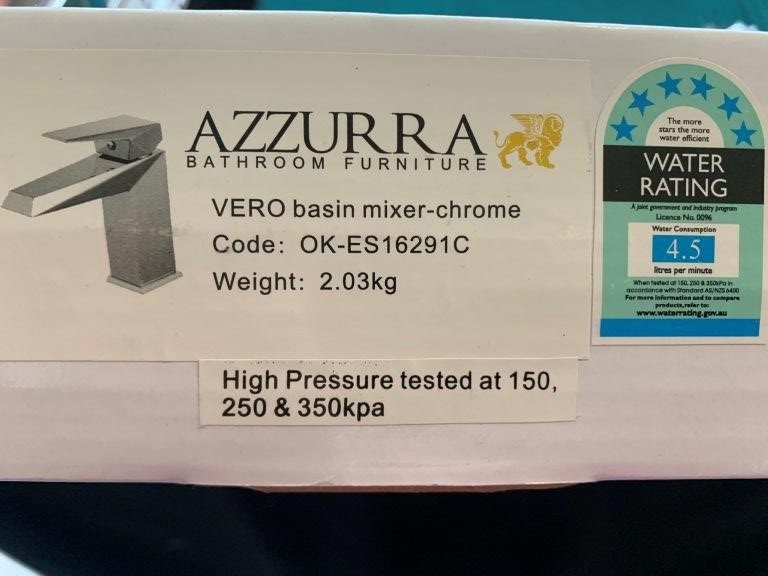 AZZURRA
BATHROOM FURNITURE
VERO basin mixer-chrome
Code: OK-ES16291C
Weight: 2.03kg
High Pressure tested at 150,
250 & 350kpa
The more
stars the more
water efficient
WATER
RATING
A joint government and industry program
Licence No. 0096
Water Consumption
4.5
litres per minute
When tested at 150, 250 & 350kPa in
accordance with Standard AS/NZS 6400
For more information and to compare
products, refer to:
www.waterrating.gov.au